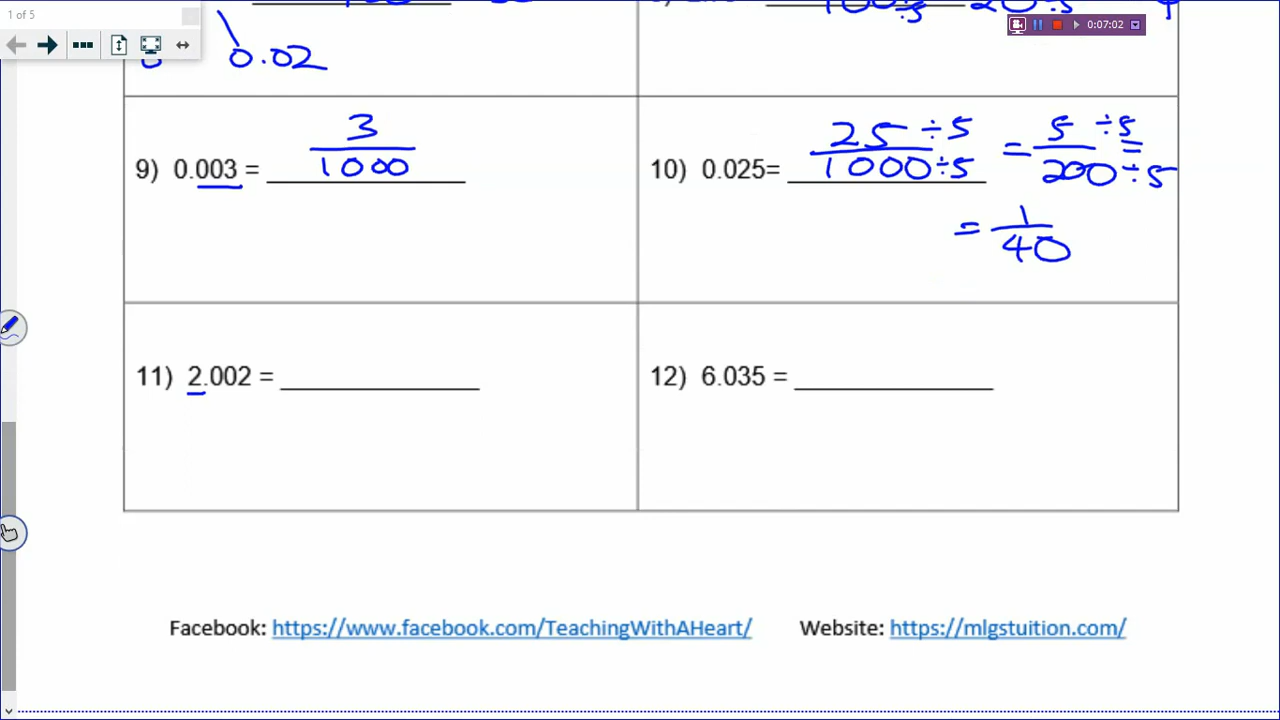 1 of 5
0:07:02
0.02
9) 0.003 = 3/1000
10) 0.025= 25÷5/1000÷5 = 5÷5/200÷5 =
= 1/40
11) 2.002 =
12) 6.035 =
Facebook: https://www.facebook.com/TeachingWithAHeart/ Website: https://mlgstuition.com/